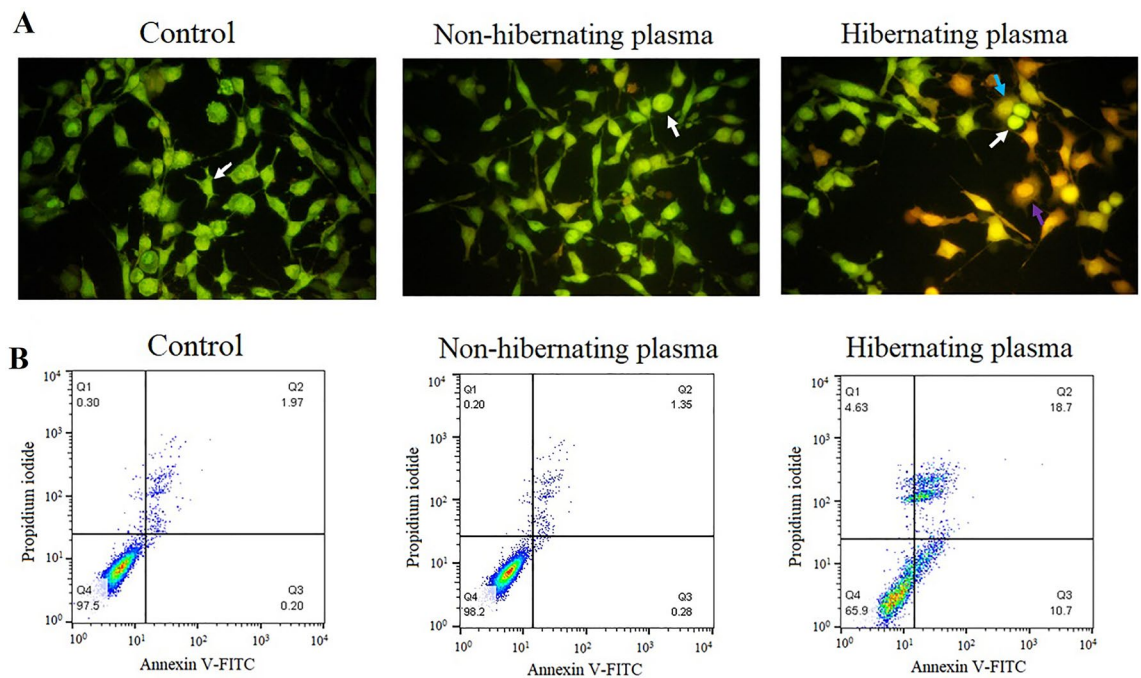 A
Control
Non-hibernating plasma
Hibernating plasma
B
Control
Non-hibernating plasma
Hibernating plasma
Propidium iodide
10⁴
10³
10²
10¹
10⁰
Q1
0.30
Q2
1.97
Q4
97.5
Q3
0.20
10⁰ 10¹ 10² 10³ 10⁴
Annexin V-FITC
Propidium iodide
10⁴
10³
10²
10¹
10⁰
Q1
0.20
Q2
1.35
Q4
98.2
Q3
0.28
10⁰ 10¹ 10² 10³ 10⁴
Annexin V-FITC
Propidium iodide
10⁴
10³
10²
10¹
10⁰
Q1
4.63
Q2
18.7
Q4
65.9
Q3
10.7
10⁰ 10¹ 10² 10³ 10⁴
Annexin V-FITC